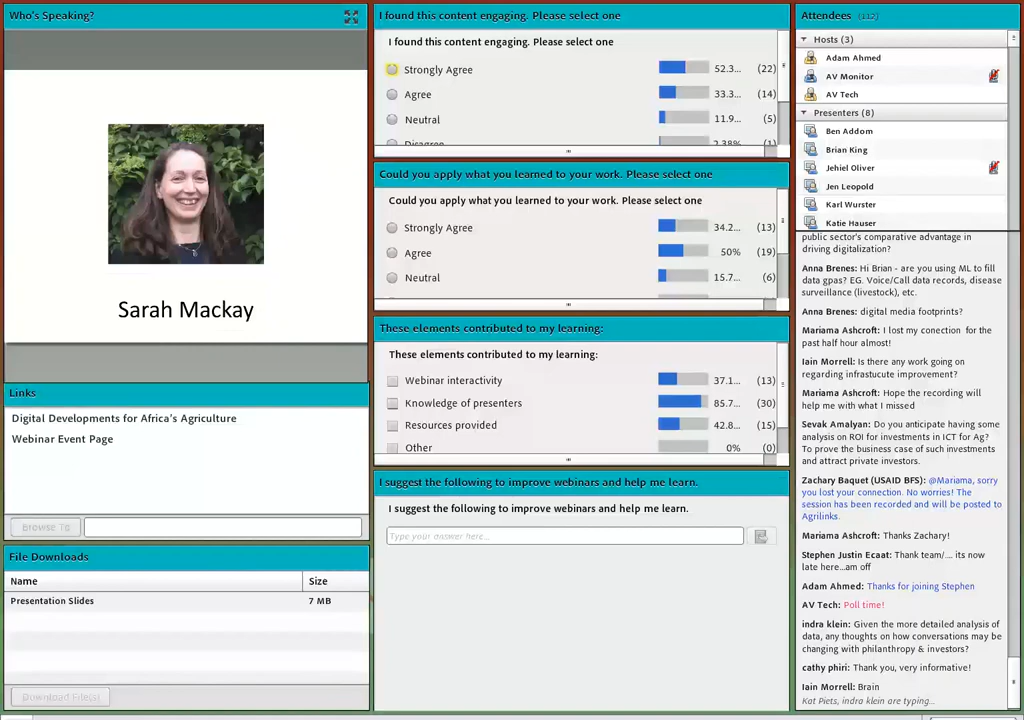 Who's Speaking?
Sarah Mackay
Links
Digital Developments for Africa's Agriculture
Webinar Event Page
Browse To
File Downloads
Name Size
Presentation Slides 7 MB
Download File(s)
I found this content engaging. Please select one
I found this content engaging. Please select one
Strongly Agree 52.3... (22)
Agree 33.3... (14)
Neutral 11.9... (5)
Disagree 2.38% (1)
Could you apply what you learned to your work. Please select one
Could you apply what you learned to your work. Please select one
Strongly Agree 34.2... (13)
Agree 50% (19)
Neutral 15.7... (6)
These elements contributed to my learning:
These elements contributed to my learning:
Webinar interactivity 37.1... (13)
Knowledge of presenters 85.7... (30)
Resources provided 42.8... (15)
Other 0% (0)
I suggest the following to improve webinars and help me learn.
I suggest the following to improve webinars and help me learn.
Type your answer here...
Attendees (112)
Hosts (3)
Adam Ahmed
AV Monitor
AV Tech
Presenters (8)
Ben Addom
Brian King
Jehiel Oliver
Jen Leopold
Karl Wurster
Katie Hauser
public sector's comparative advantage in
driving digitalization?
Anna Brenes: Hi Brian - are you using ML to fill
data gpas? EG. Voice/Call data records, disease
surveillance (livestock), etc.
Anna Brenes: digital media footprints?
Mariama Ashcroft: I lost my conection for the
past half hour almost!
Iain Morrell: Is there any work going on
regarding infrastucute improvement?
Mariama Ashcroft: Hope the recording will
help me with what I missed
Sevak Amalyan: Do you anticipate having some
analysis on ROI for investments in ICT for Ag?
To prove the business case of such investments
and attract private investors.
Zachary Baquet (USAID BFS): @Mariama, sorry
you lost your connection. No worries! The
session has been recorded and will be posted to
Agrilinks.
Mariama Ashcroft: Thanks Zachary!
Stephen Justin Ecaat: Thank team/.... its now
late here...am off
Adam Ahmed: Thanks for joining Stephen
AV Tech: Poll time!
indra klein: Given the more detailed analysis of
data, any thoughts on how conversations may be
changing with philanthropy & investors?
cathy phiri: Thank you, very informative!
Iain Morrell: Brain
Kat Piets, indra klein are typing...